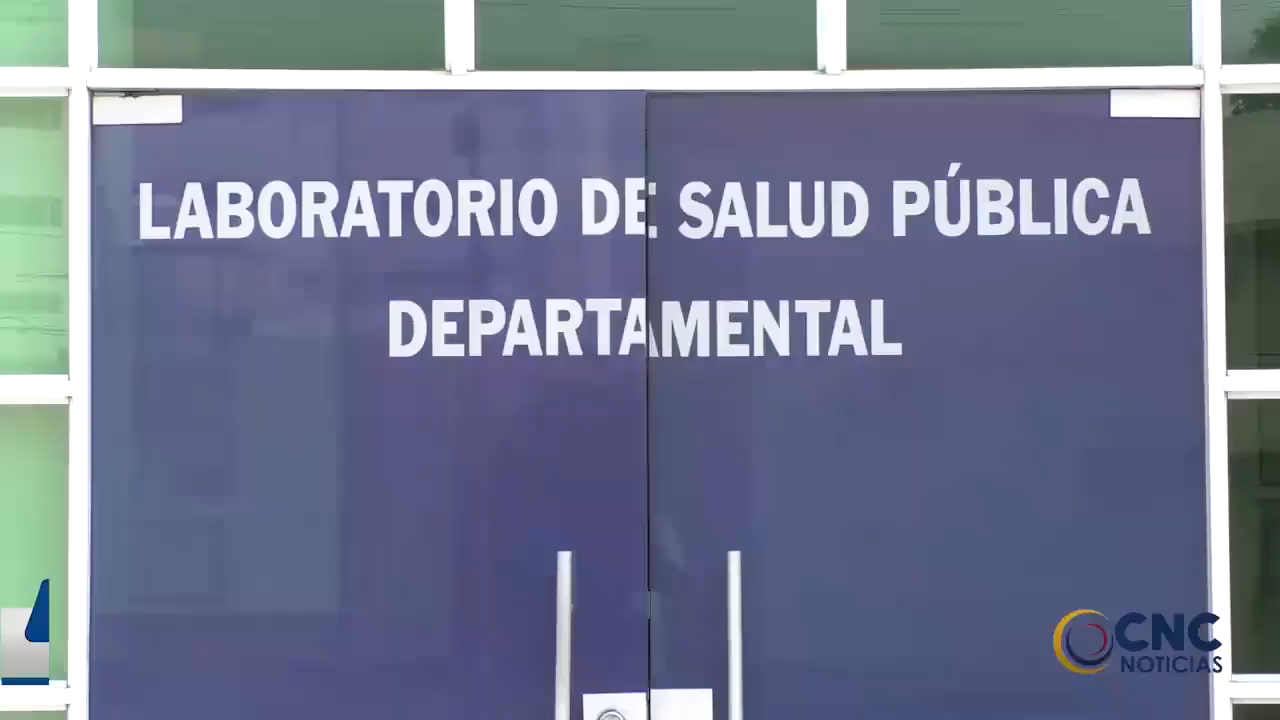 LABORATORIO DE SALUD PÚBLICA
DEPARTAMENTAL
CNC
NOTICIAS